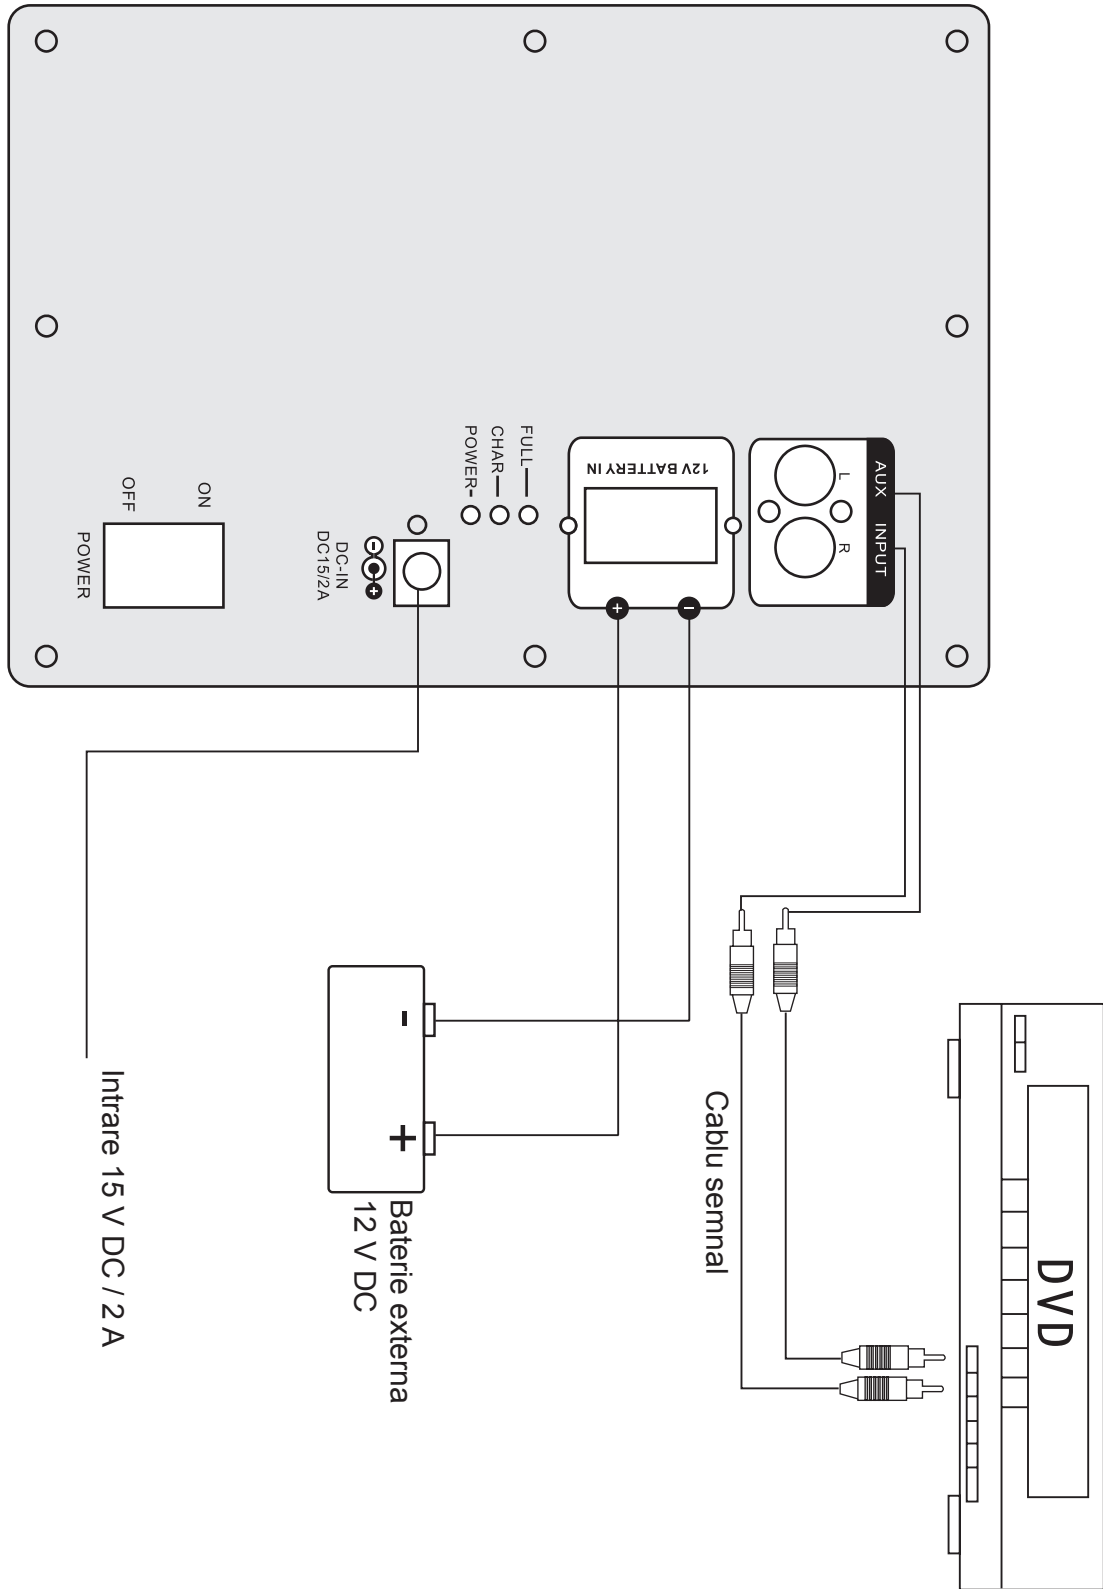 AUX INPUT
L
R
12V BATTERY IN
+
-
FULL
CHAR
POWER
DC-IN
DC15/2A
-
+
ON
OFF
POWER
DVD
Cablu semnal
-
+
Baterie externa
12 V DC
Intrare 15 V DC / 2 A